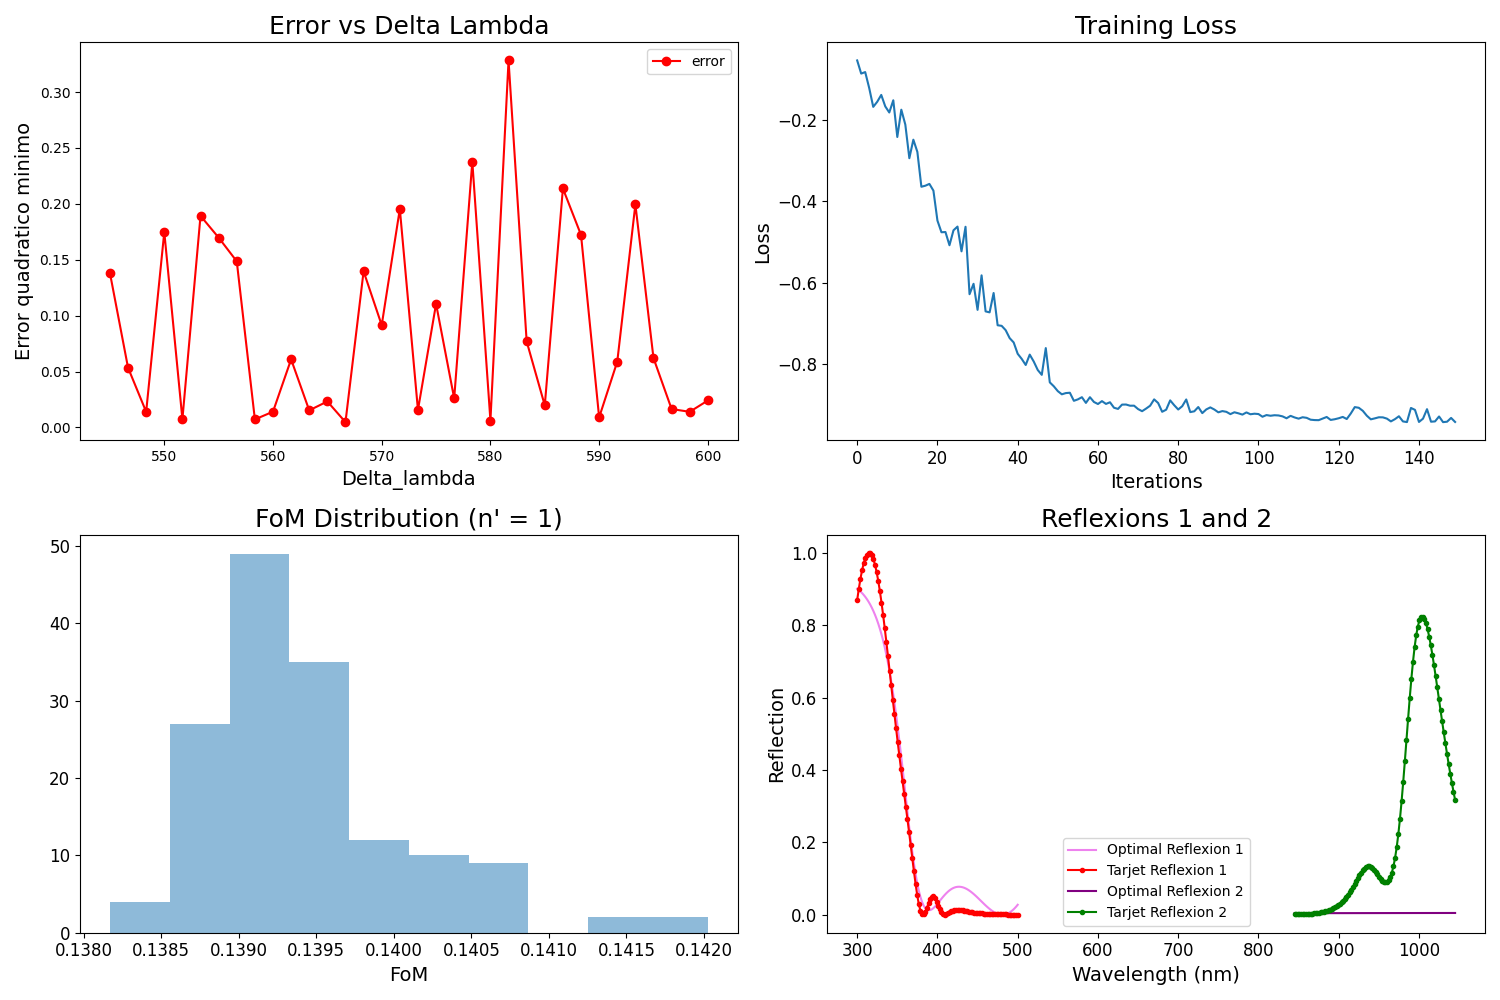 Error vs Delta Lambda
error
Error quadratico minimo
0.30
0.25
0.20
0.15
0.10
0.05
0.00
550 560 570 580 590 600
Delta_lambda
Training Loss
Loss
−0.2
−0.4
−0.6
−0.8
0 20 40 60 80 100 120 140
Iterations
FoM Distribution (n' = 1)
50
40
30
20
10
0
0.1380 0.1385 0.1390 0.1395 0.1400 0.1405 0.1410 0.1415 0.1420
FoM
Reflexions 1 and 2
Reflection
1.0
0.8
0.6
0.4
0.2
0.0
Optimal Reflexion 1
Tarjet Reflexion 1
Optimal Reflexion 2
Tarjet Reflexion 2
300 400 500 600 700 800 900 1000
Wavelength (nm)